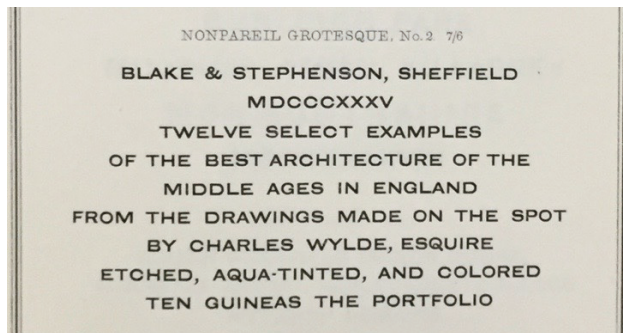 NONPAREIL GROTESQUE, No. 2 7/6
BLAKE & STEPHENSON, SHEFFIELD
MDCCCXXXV
TWELVE SELECT EXAMPLES
OF THE BEST ARCHITECTURE OF THE
MIDDLE AGES IN ENGLAND
FROM THE DRAWINGS MADE ON THE SPOT
BY CHARLES WYLDE, ESQUIRE
ETCHED, AQUA-TINTED, AND COLORED
TEN GUINEAS THE PORTFOLIO